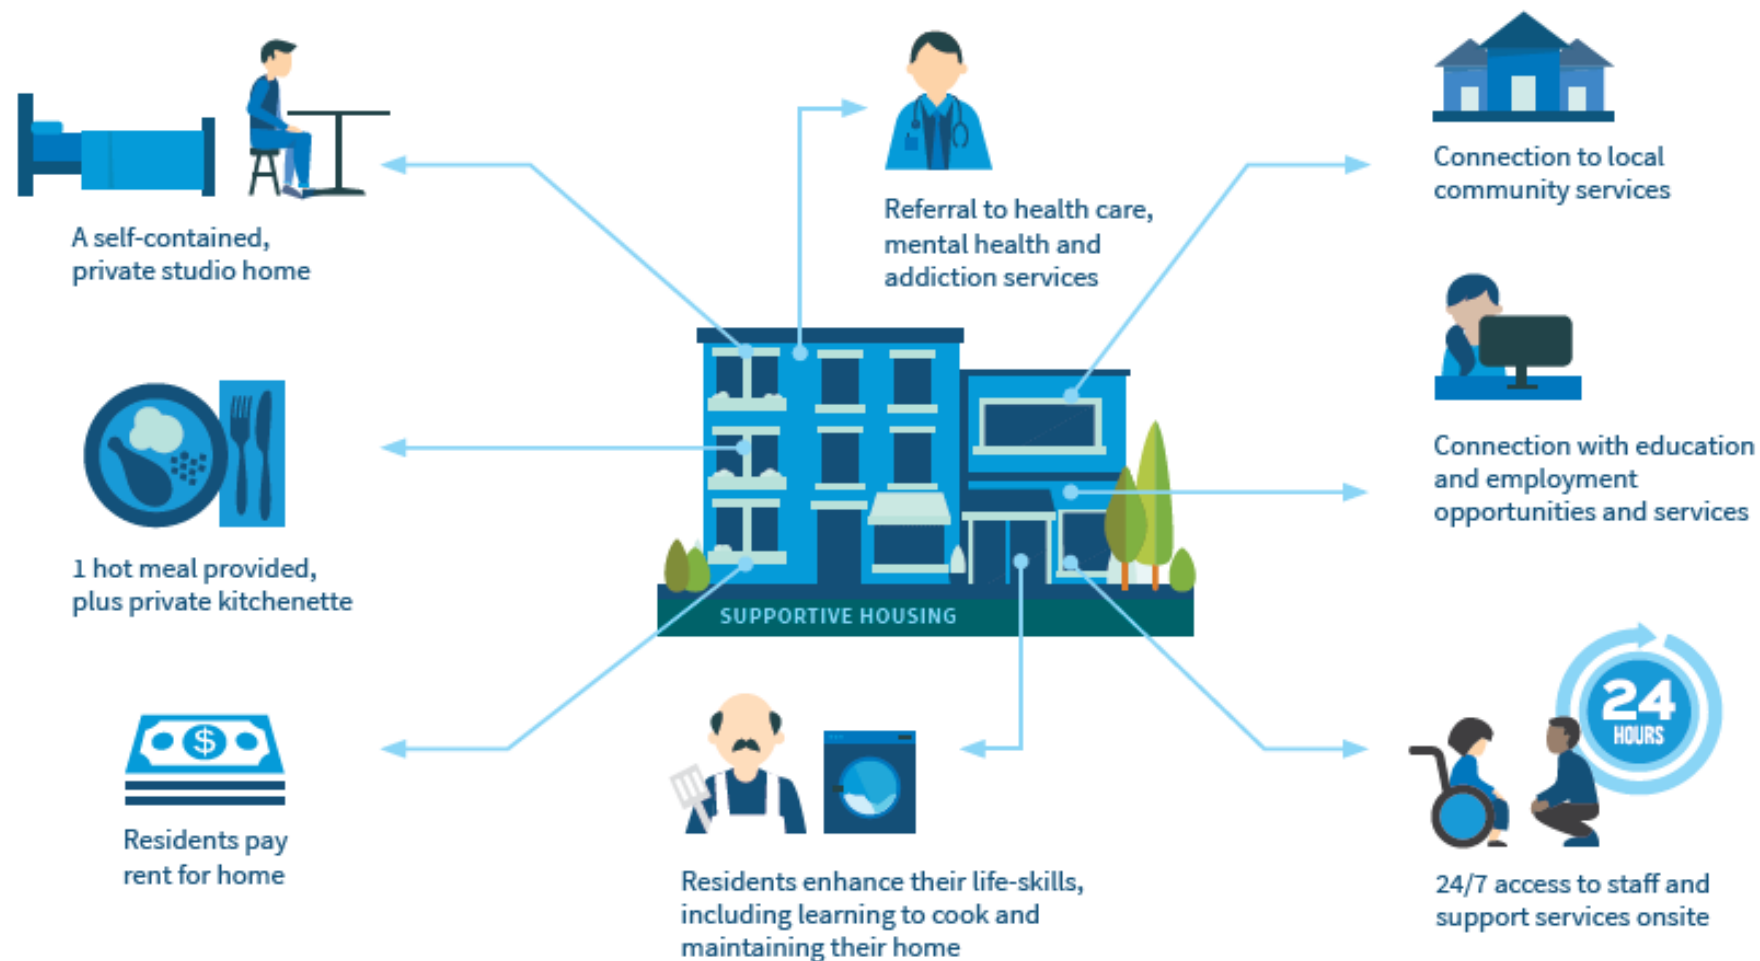 A self-contained,
private studio home
Referral to health care,
mental health and
addiction services
Connection to local
community services
1 hot meal provided,
plus private kitchenette
Connection with education
and employment
opportunities and services
SUPPORTIVE HOUSING
Residents pay
rent for home
Residents enhance their life-skills,
including learning to cook and
maintaining their home
24
HOURS
24/7 access to staff and
support services onsite
$